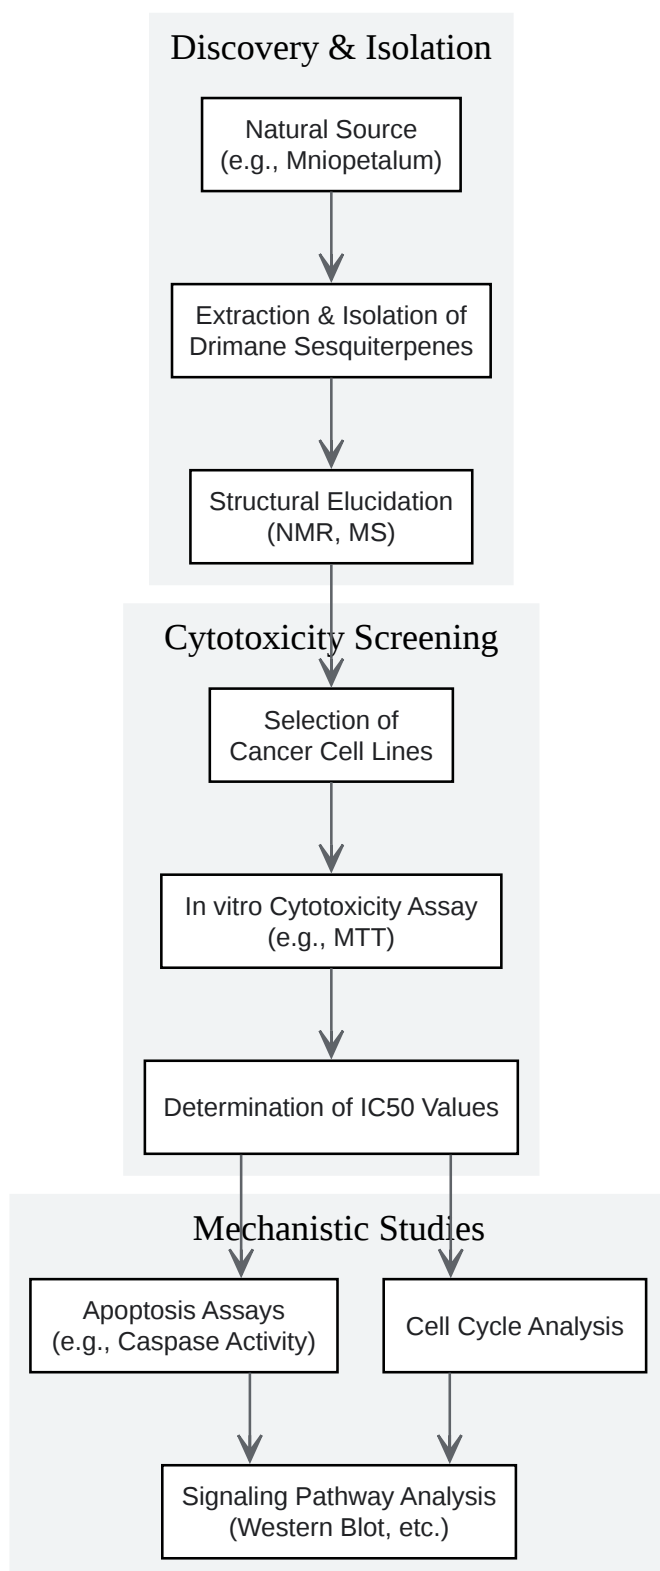 Discovery & Isolation
Natural Source
(e.g., Mniopetalum)
Extraction & Isolation of
Drimane Sesquiterpenes
Structural Elucidation
(NMR, MS)
Cytotoxicity Screening
Selection of
Cancer Cell Lines
In vitro Cytotoxicity Assay
(e.g., MTT)
Determination of IC50 Values
Mechanistic Studies
Apoptosis Assays
(e.g., Caspase Activity)
Cell Cycle Analysis
Signaling Pathway Analysis
(Western Blot, etc.)